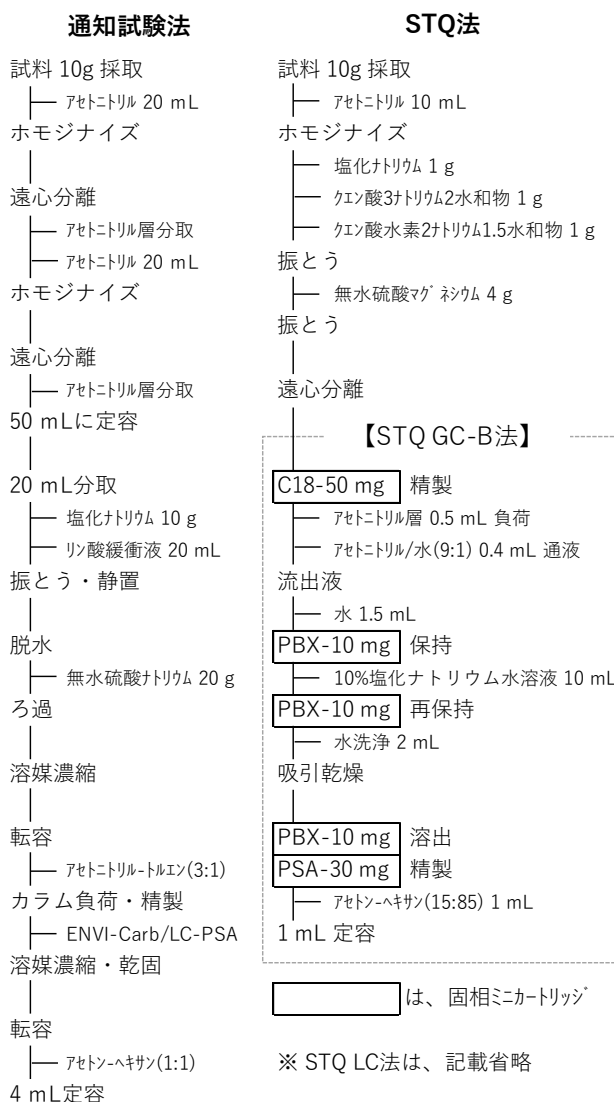 通知試験法
試料 10g 採取
ｱｾﾄﾆﾄﾘﾙ 20 mL
ホモジナイズ
遠心分離
ｱｾﾄﾆﾄﾘﾙ層分取
ｱｾﾄﾆﾄﾘﾙ 20 mL
ホモジナイズ
遠心分離
ｱｾﾄﾆﾄﾘﾙ層分取
50 mLに定容
20 mL分取
塩化ﾅﾄﾘｳﾑ 10 g
ﾘﾝ酸緩衝液 20 mL
振とう・静置
脱水
無水硫酸ﾅﾄﾘｳﾑ 20 g
ろ過
溶媒濃縮
転容
ｱｾﾄﾆﾄﾘﾙ-ﾄﾙｴﾝ(3:1)
カラム負荷・精製
ENVI-Carb/LC-PSA
溶媒濃縮・乾固
転容
ｱｾﾄﾝ-ﾍｷｻﾝ(1:1)
4 mL定容
STQ法
試料 10g 採取
ｱｾﾄﾆﾄﾘﾙ 10 mL
ホモジナイズ
塩化ﾅﾄﾘｳﾑ 1 g
ｸｴﾝ酸3ﾅﾄﾘｳﾑ2水和物 1 g
ｸｴﾝ酸水素2ﾅﾄﾘｳﾑ1.5水和物 1 g
振とう
無水硫酸ﾏｸﾞﾈｼｳﾑ 4 g
振とう
遠心分離
【STQ GC-B法】
C18-50 mg 精製
ｱｾﾄﾆﾄﾘﾙ層 0.5 mL 負荷
ｱｾﾄﾆﾄﾘﾙ/水(9:1) 0.4 mL 通液
流出液
水 1.5 mL
PBX-10 mg 保持
10%塩化ナトリウム水溶液 10 mL
PBX-10 mg 再保持
水洗浄 2 mL
吸引乾燥
PBX-10 mg 溶出
PSA-30 mg 精製
ｱｾﾄﾝ-ﾍｷｻﾝ(15:85) 1 mL
1 mL 定容
は、固相ﾐﾆｶｰﾄﾘｯｼﾞ
※ STQ LC法は、記載省略